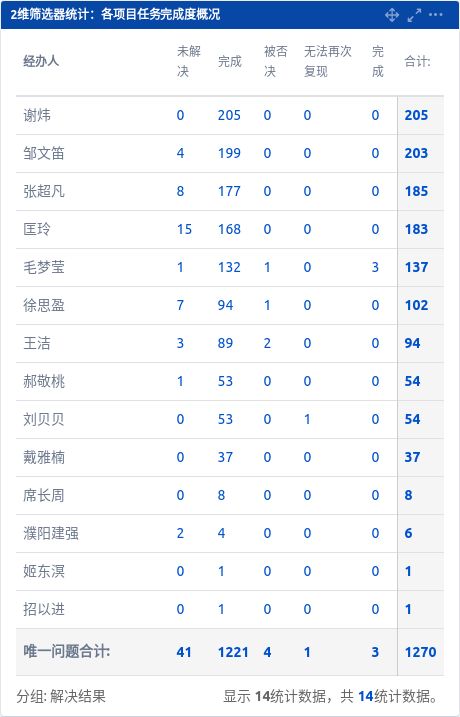 2维筛选器统计：各项目任务完成度概况
经办人 未解决 完成 被否决 无法再次复现 完成 合计:
谢炜 0 205 0 0 0 205
邹文笛 4 199 0 0 0 203
张超凡 8 177 0 0 0 185
匡玲 15 168 0 0 0 183
毛梦莹 1 132 1 0 3 137
徐思盈 7 94 1 0 0 102
王洁 3 89 2 0 0 94
郝敬桃 1 53 0 0 0 54
刘贝贝 0 53 0 1 0 54
戴雅楠 0 37 0 0 0 37
席长周 0 8 0 0 0 8
濮阳建强 2 4 0 0 0 6
姬东溟 0 1 0 0 0 1
招以进 0 1 0 0 0 1
唯一问题合计: 41 1221 4 1 3 1270
分组: 解决结果 显示 14统计数据，共 14统计数据。